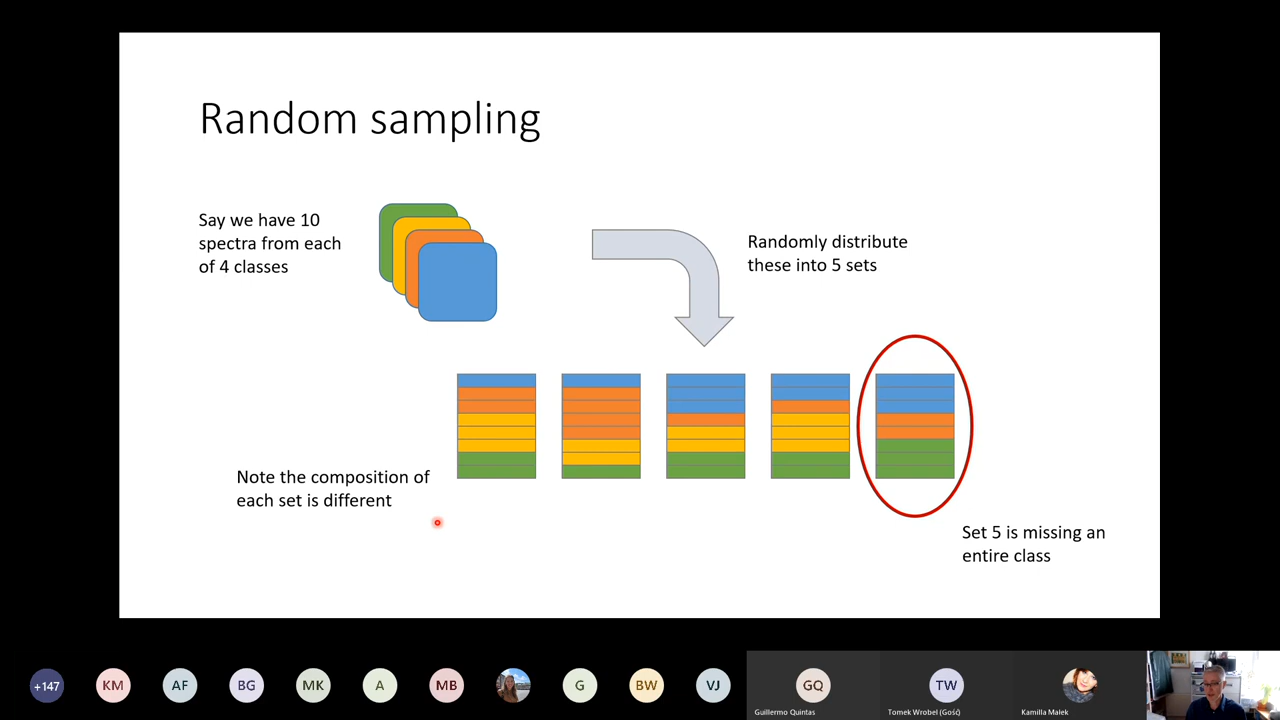 Random sampling
Say we have 10
spectra from each
of 4 classes
Randomly distribute
these into 5 sets
Note the composition of
each set is different
Set 5 is missing an
entire class
+147
KM
AF
BG
MK
A
MB
G
BW
VJ
GQ
TW
Guillermo Quintas
Tomek Wrobel (Gość)
Kamilla Małek